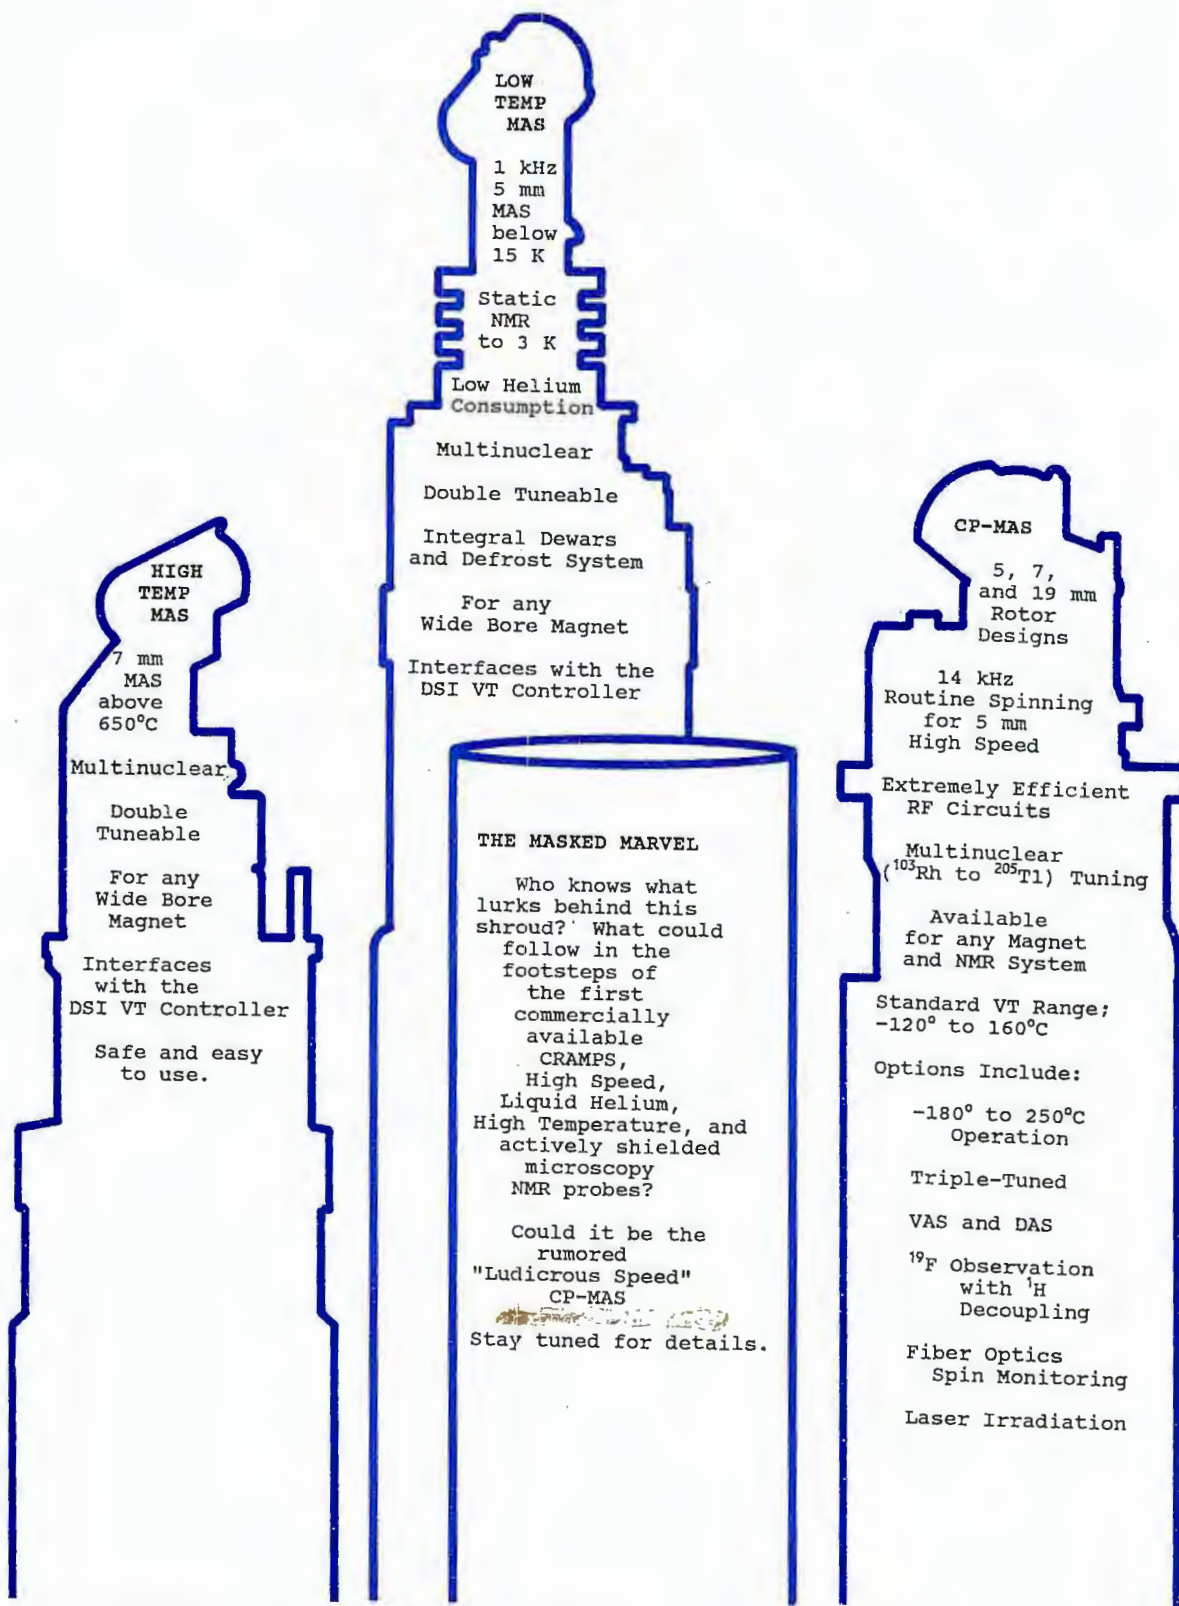 LOW
TEMP
MAS
1 kHz
5 mm
MAS
below
15 K
Static
NMR
to 3 K
Low Helium
Consumption
Multinuclear
Double Tuneable
Integral Dewars
and Defrost System
For any
Wide Bore Magnet
Interfaces with the
DSI VT Controller
HIGH
TEMP
MAS
7 mm
MAS
above
650°C
Multinuclear
Double
Tuneable
For any
Wide Bore
Magnet
Interfaces
with the
DSI VT Controller
Safe and easy
to use.
THE MASKED MARVEL
Who knows what
lurks behind this
shroud? What could
follow in the
footsteps of
the first
commercially
available
CRAMPS,
High Speed,
Liquid Helium,
High Temperature, and
actively shielded
microscopy
NMR probes?
Could it be the
rumored
"Ludicrous Speed"
CP-MAS
Stay tuned for details.
CP-MAS
5, 7,
and 19 mm
Rotor
Designs
14 kHz
Routine Spinning
for 5 mm
High Speed
Extremely Efficient
RF Circuits
Multinuclear
(¹⁰³Rh to ²⁰⁵Tl) Tuning
Available
for any Magnet
and NMR System
Standard VT Range;
-120° to 160°C
Options Include:
-180° to 250°C
Operation
Triple-Tuned
VAS and DAS
¹⁹F Observation
with ¹H
Decoupling
Fiber Optics
Spin Monitoring
Laser Irradiation